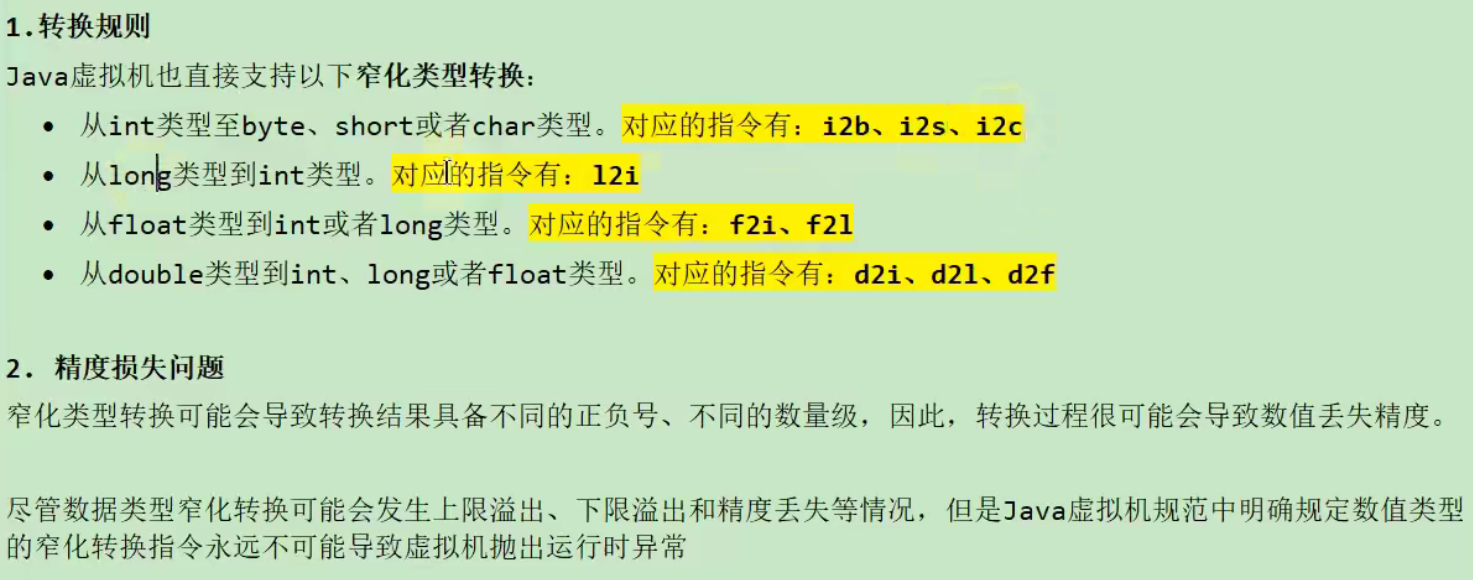 1.转换规则
Java虚拟机也直接支持以下窄化类型转换：
• 从int类型至byte、short或者char类型。对应的指令有：i2b、i2s、i2c
• 从long类型到int类型。对应的指令有：l2i
• 从float类型到int或者long类型。对应的指令有：f2i、f2l
• 从double类型到int、long或者float类型。对应的指令有：d2i、d2l、d2f
2. 精度损失问题
窄化类型转换可能会导致转换结果具备不同的正负号、不同的数量级，因此，转换过程很可能会导致数值丢失精度。
尽管数据类型窄化转换可能会发生上限溢出、下限溢出和精度丢失等情况，但是Java虚拟机规范中明确规定数值类型
的窄化转换指令永远不可能导致虚拟机抛出运行时异常